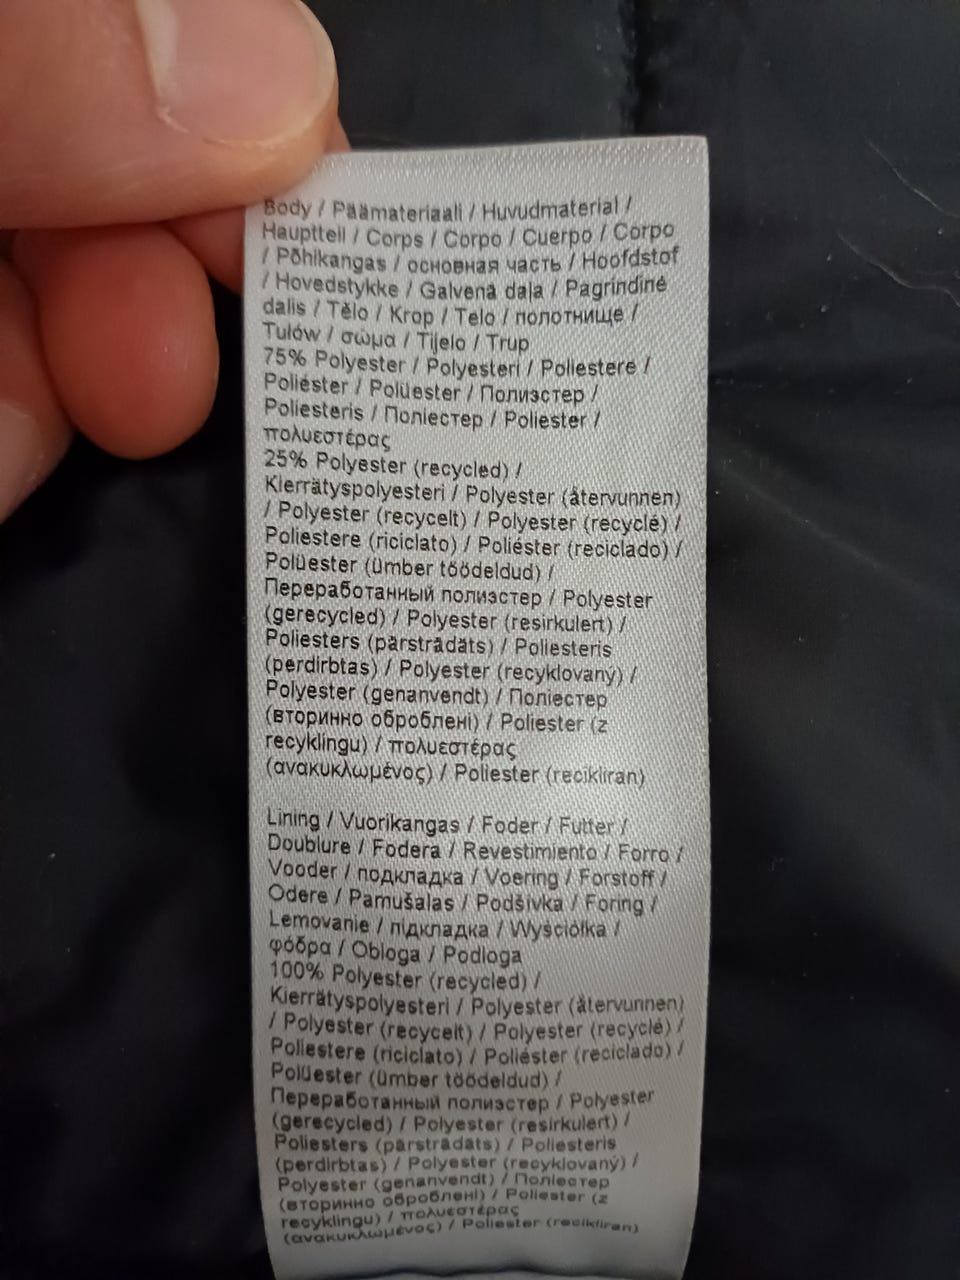 Body / Päämateriaali / Huvudmaterial /
Hauptteil / Corps / Corpo / Cuerpo / Corpo
/ Põhikangas / основная часть / Hoofdstof
/ Hovedstykke / Galvenā daļa / Pagrindinė
dalis / Tělo / Krop / Telo / полотнище /
Tułów / σώμα / Tijelo / Trup
75% Polyester / Polyesteri / Poliestere /
Poliéster / Polüester / Полиэстер /
Poliesteris / Поліестер / Poliester /
πολυεστέρας
25% Polyester (recycled) /
Kierrätyspolyesteri / Polyester (återvunnen)
/ Polyester (recycelt) / Polyester (recyclé) /
Poliestere (riciclato) / Poliéster (reciclado) /
Polüester (ümber töödeldud) /
Переработанный полиэстер / Polyester
(gerecycled) / Polyester (resirkulert) /
Poliesters (pārstrādāts) / Poliesteris
(perdirbtas) / Polyester (recyklovaný) /
Polyester (genanvendt) / Поліестер
(вторинно оброблені) / Poliester (z
recyklingu) / πολυεστέρας
(ανακυκλωμένος) / Poliester (recikliran)
Lining / Vuorikangas / Foder / Futter /
Doublure / Fodera / Revestimiento / Forro /
Vooder / подкладка / Voering / Forstoff /
Odere / Pamušalas / Podšívka / Foring /
Lemovanie / підкладка / Wyściółka /
φόδρα / Obloga / Podloga
100% Polyester (recycled) /
Kierrätyspolyesteri / Polyester (återvunnen)
/ Polyester (recycelt) / Polyester (recyclé) /
Poliestere (riciclato) / Poliéster (reciclado) /
Polüester (ümber töödeldud) /
Переработанный полиэстер / Polyester
(gerecycled) / Polyester (resirkulert) /
Poliesters (pārstrādāts) / Poliesteris
(perdirbtas) / Polyester (recyklovaný) /
Polyester (genanvendt) / Поліестер
(вторинно оброблені) / Poliester (z
recyklingu) / πολυεστέρας
(ανακυκλωμένος) / Poliester (recikliran)